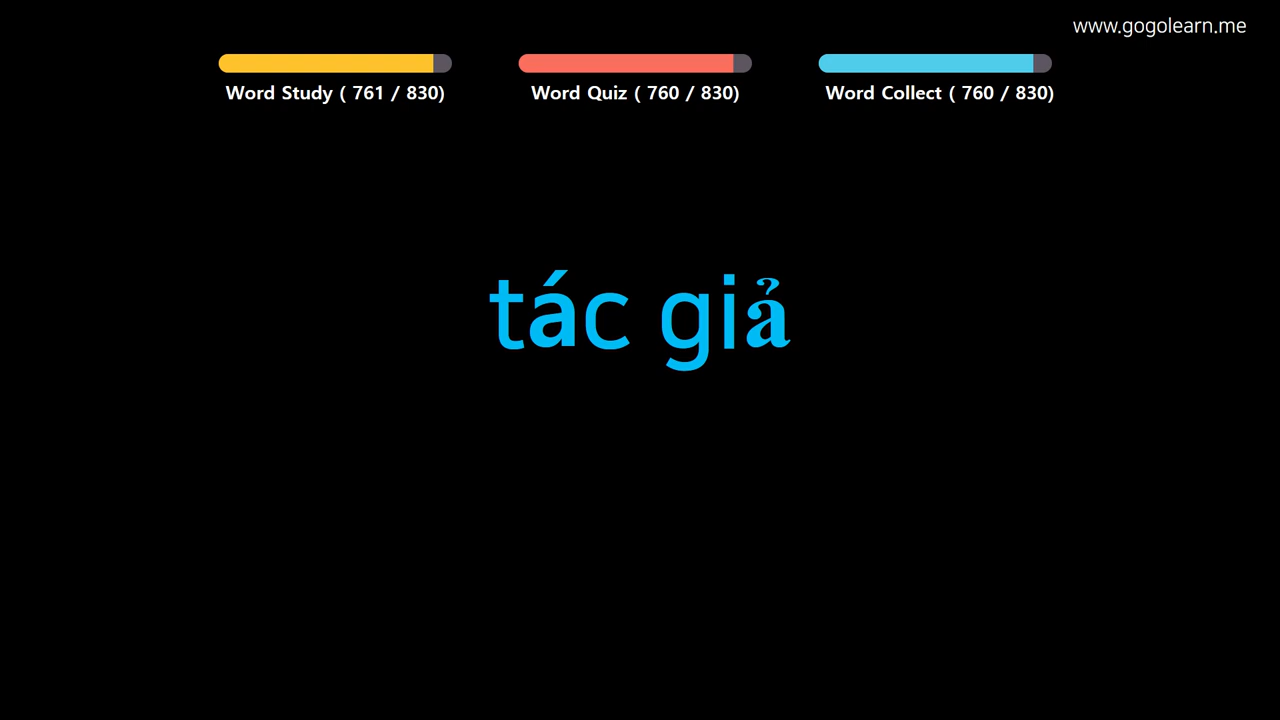 www.gogolearn.me
Word Study ( 761 / 830)
Word Quiz ( 760 / 830)
Word Collect ( 760 / 830)
tác giả